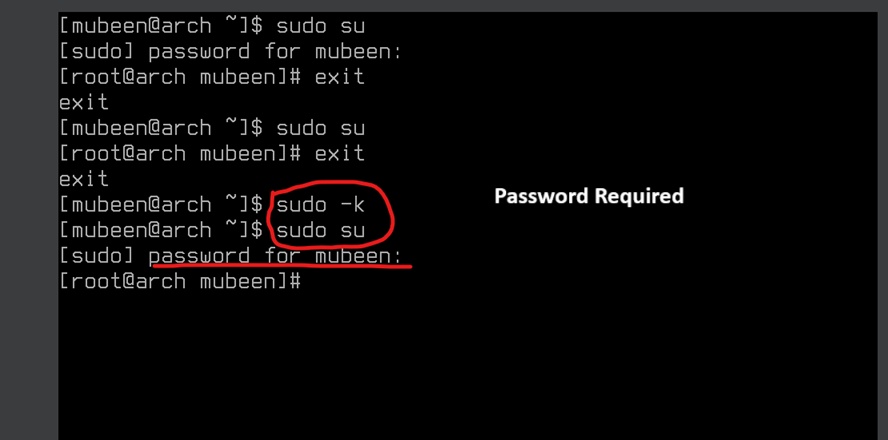 [mubeen@arch ~]$ sudo su
[sudo] password for mubeen:
[root@arch mubeen]# exit
exit
[mubeen@arch ~]$ sudo su
[root@arch mubeen]# exit
exit
[mubeen@arch ~]$ sudo -k
[mubeen@arch ~]$ sudo su
[sudo] password for mubeen:
[root@arch mubeen]#
Password Required